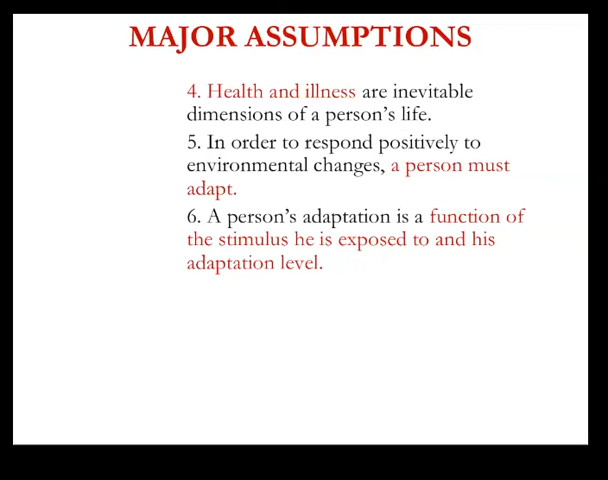 MAJOR ASSUMPTIONS
4. Health and illness are inevitable
dimensions of a person's life.
5. In order to respond positively to
environmental changes, a person must
adapt.
6. A person's adaptation is a function of
the stimulus he is exposed to and his
adaptation level.